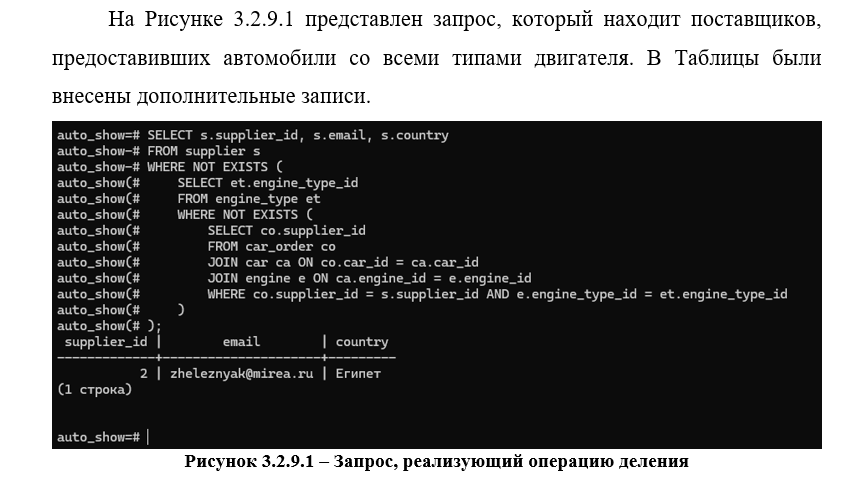 На Рисунке 3.2.9.1 представлен запрос, который находит поставщиков,
предоставивших автомобили со всеми типами двигателя. В Таблицы были
внесены дополнительные записи.
auto_show=# SELECT s.supplier_id, s.email, s.country
auto_show-# FROM supplier s
auto_show-# WHERE NOT EXISTS (
auto_show(#     SELECT et.engine_type_id
auto_show(#     FROM engine_type et
auto_show(#     WHERE NOT EXISTS (
auto_show(#         SELECT co.supplier_id
auto_show(#         FROM car_order co
auto_show(#         JOIN car ca ON co.car_id = ca.car_id
auto_show(#         JOIN engine e ON ca.engine_id = e.engine_id
auto_show(#         WHERE co.supplier_id = s.supplier_id AND e.engine_type_id = et.engine_type_id
auto_show(#     )
auto_show(# );
 supplier_id |        email        | country
-------------+---------------------+---------
           2 | zheleznyak@mirea.ru | Египет
(1 строка)
auto_show=#
Рисунок 3.2.9.1 – Запрос, реализующий операцию деления